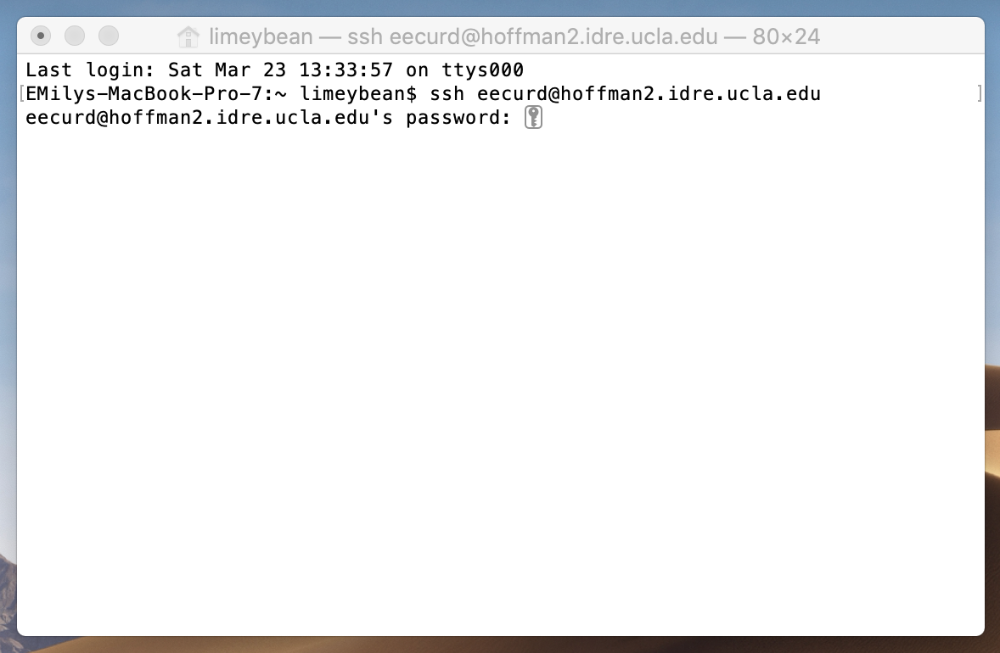 limeybean — ssh eecurd@hoffman2.idre.ucla.edu — 80×24
Last login: Sat Mar 23 13:33:57 on ttys000
[EMilys-MacBook-Pro-7:~ limeybean$ ssh eecurd@hoffman2.idre.ucla.edu ]
eecurd@hoffman2.idre.ucla.edu's password: